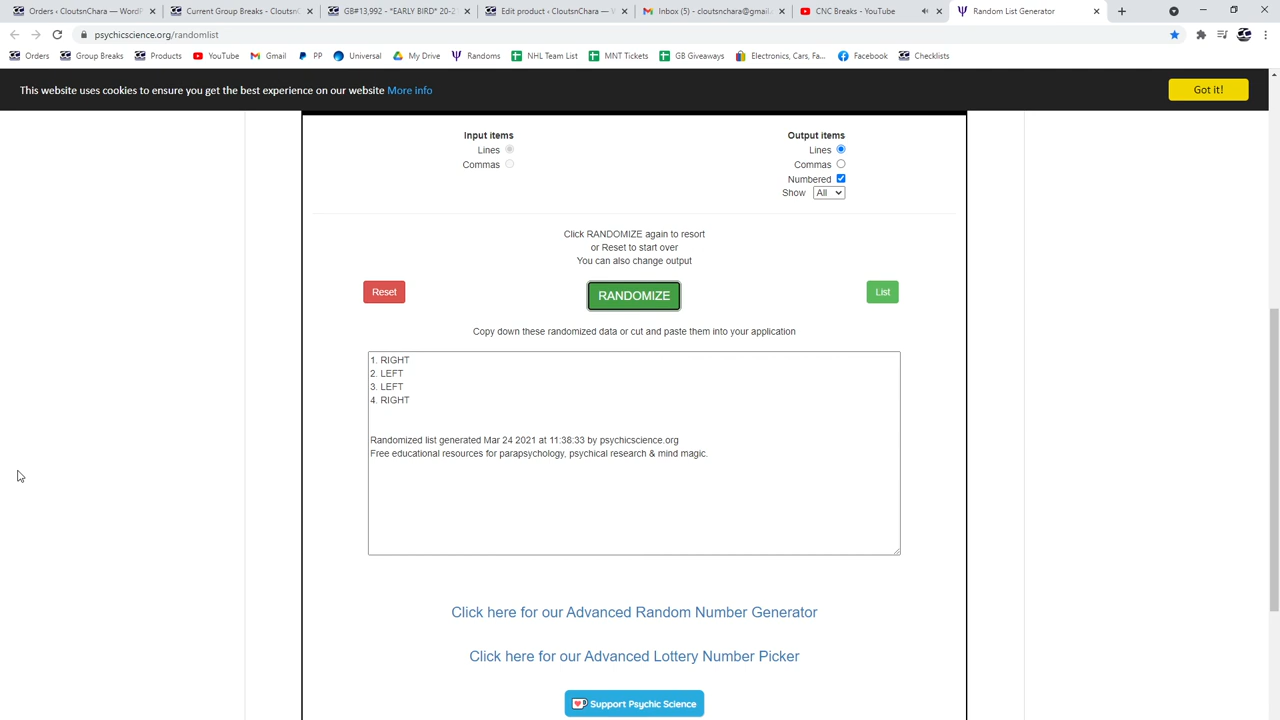 Orders ‹ CloutsnChara — WordP
Current Group Breaks - CloutsnC
GB#13,992 - *EARLY BIRD* 20-2
Edit product ‹ CloutsnChara — W
Inbox (5) - cloutsnchara@gmail.
CNC Breaks - YouTube
Random List Generator
psychicscience.org/randomlist
Orders
Group Breaks
Products
YouTube
Gmail
PP
Universal
My Drive
Randoms
NHL Team List
MNT Tickets
GB Giveaways
Electronics, Cars, Fa...
Facebook
Checklists
This website uses cookies to ensure you get the best experience on our website More info
Got it!
Input items
Lines
Commas
Output items
Lines
Commas
Numbered
Show All
Click RANDOMIZE again to resort
or Reset to start over
You can also change output
Reset
RANDOMIZE
List
Copy down these randomized data or cut and paste them into your application
1. RIGHT
2. LEFT
3. LEFT
4. RIGHT
Randomized list generated Mar 24 2021 at 11:38:33 by psychicscience.org
Free educational resources for parapsychology, psychical research & mind magic.
Click here for our Advanced Random Number Generator
Click here for our Advanced Lottery Number Picker
Support Psychic Science